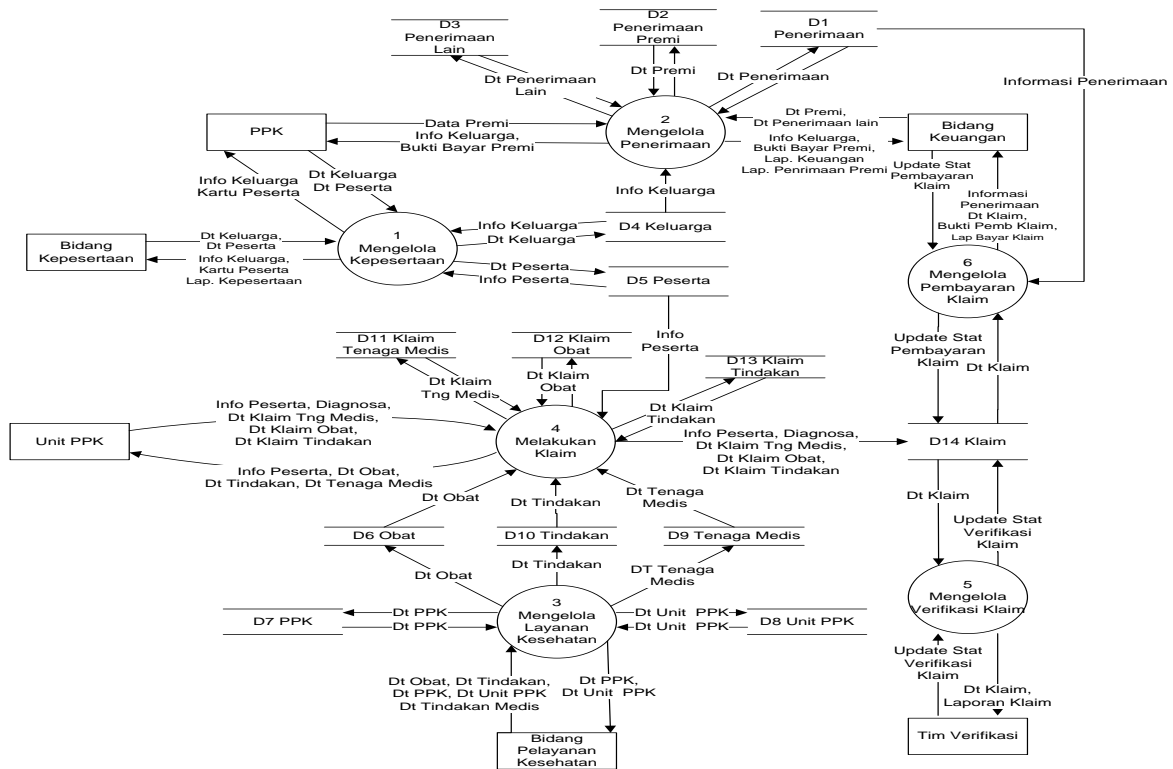 D3
Penerimaan
Lain
D2
Penerimaan
Premi
D1
Penerimaan
Dt Penerimaan
Lain
Dt Premi
Dt Penerimaan
Informasi Penerimaan
PPK
Data Premi
Info Keluarga,
Bukti Bayar Premi
2
Mengelola
Penerimaan
Dt Premi,
Dt Penerimaan lain
Info Keluarga,
Bukti Bayar Premi,
Lap. Keuangan
Lap. Penrimaan Premi
Bidang
Keuangan
Info Keluarga
Kartu Peserta
Dt Keluarga
Dt Peserta
Info Keluarga
Update Stat
Pembayaran
Klaim
Informasi
Penerimaan
Dt Klaim,
Bukti Pemb Klaim,
Lap Bayar Klaim
Bidang
Kepesertaan
Dt Keluarga,
Dt Peserta
Info Keluarga,
Kartu Peserta
Lap. Kepesertaan
1
Mengelola
Kepesertaan
Info Keluarga
Dt Keluarga
D4 Keluarga
Dt Peserta
Info Peserta
D5 Peserta
6
Mengelola
Pembayaran
Klaim
Info
Peserta
D11 Klaim
Tenaga Medis
D12 Klaim
Obat
D13 Klaim
Tindakan
Update Stat
Pembayaran
Klaim
Dt Klaim
Dt Klaim
Tng Medis
Dt Klaim
Obat
Dt Klaim
Tindakan
Unit PPK
Info Peserta, Diagnosa,
Dt Klaim Tng Medis,
Dt Klaim Obat,
Dt Klaim Tindakan
Info Peserta, Dt Obat,
Dt Tindakan, Dt Tenaga Medis
4
Melakukan
Klaim
Info Peserta, Diagnosa,
Dt Klaim Tng Medis,
Dt Klaim Obat,
Dt Klaim Tindakan
D14 Klaim
Dt Obat
Dt Tindakan
Dt Tenaga
Medis
Dt Klaim
Update Stat
Verifikasi
Klaim
D6 Obat
D10 Tindakan
D9 Tenaga Medis
Dt Obat
Dt Tindakan
DT Tenaga
Medis
5
Mengelola
Verifikasi Klaim
D7 PPK
Dt PPK
Dt PPK
3
Mengelola
Layanan
Kesehatan
Dt Unit PPK
Dt Unit PPK
D8 Unit PPK
Dt Obat, Dt Tindakan,
Dt PPK, Dt Unit PPK
Dt Tindakan Medis
Dt PPK,
Dt Unit PPK
Update Stat
Verifikasi
Klaim
Dt Klaim,
Laporan Klaim
Bidang
Pelayanan
Kesehatan
Tim Verifikasi